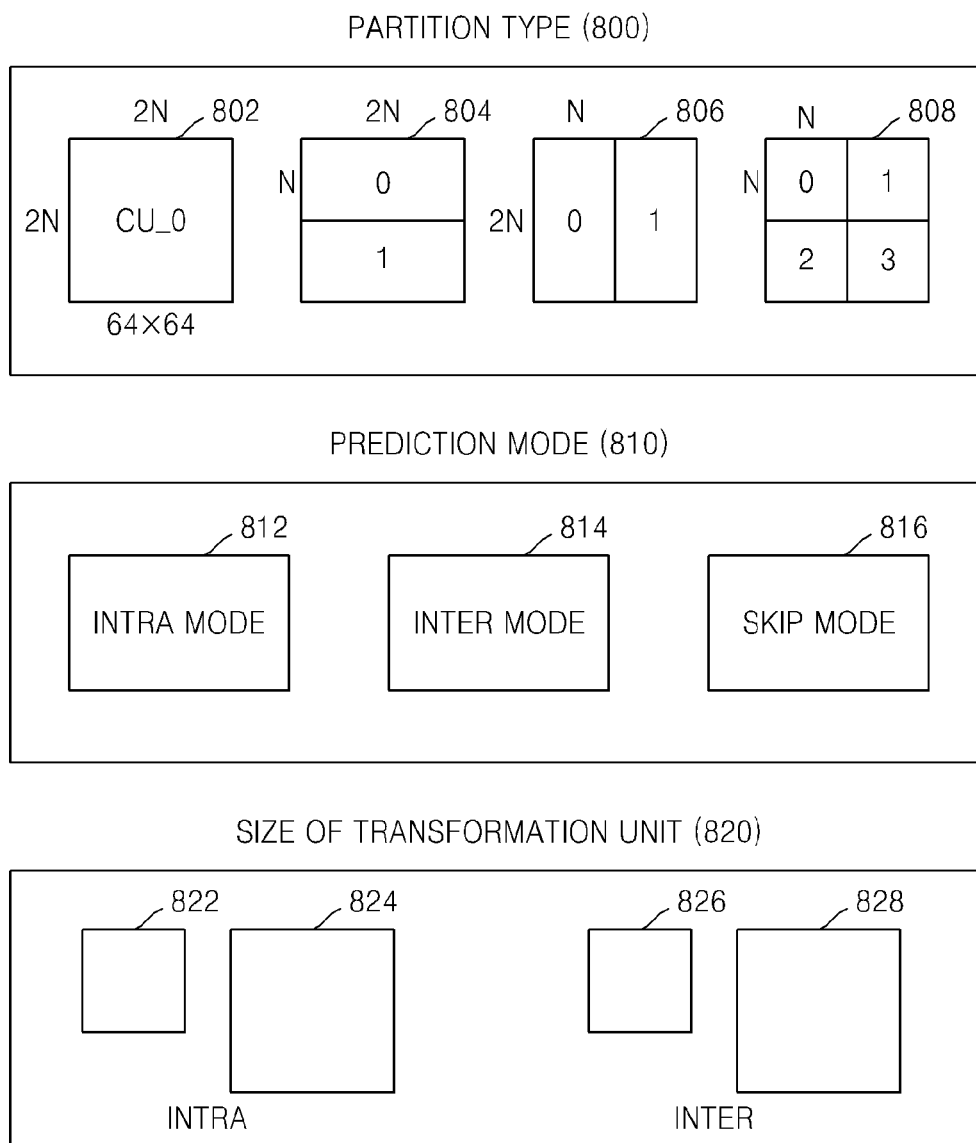 PARTITION TYPE (800)
2N 802 2N 804 N 806 N 808
N 0 N 0 1
2N CU_0 2N 0 1
1 2 3
64×64
PREDICTION MODE (810)
812 814 816
INTRA MODE INTER MODE SKIP MODE
SIZE OF TRANSFORMATION UNIT (820)
822 824 826 828
INTRA INTER